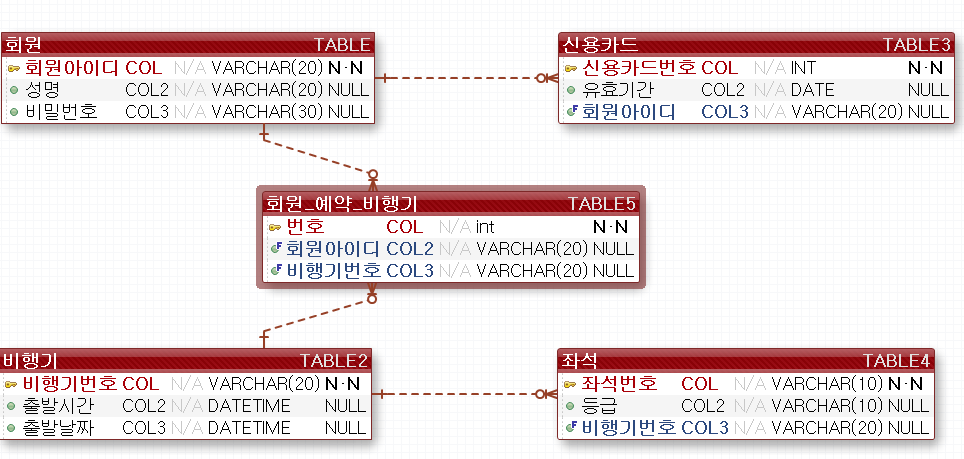 회원 TABLE
회원아이디 COL N/A VARCHAR(20) N·N
성명 COL2 N/A VARCHAR(20) NULL
비밀번호 COL3 N/A VARCHAR(30) NULL
신용카드 TABLE3
신용카드번호 COL N/A INT N·N
유효기간 COL2 N/A DATE NULL
회원아이디 COL3 N/A VARCHAR(20) NULL
회원_예약_비행기 TABLE5
번호 COL N/A int N·N
회원아이디 COL2 N/A VARCHAR(20) NULL
비행기번호 COL3 N/A VARCHAR(20) NULL
비행기 TABLE2
비행기번호 COL N/A VARCHAR(20) N·N
출발시간 COL2 N/A DATETIME NULL
출발날짜 COL3 N/A DATETIME NULL
좌석 TABLE4
좌석번호 COL N/A VARCHAR(10) N·N
등급 COL2 N/A VARCHAR(10) NULL
비행기번호 COL3 N/A VARCHAR(20) NULL